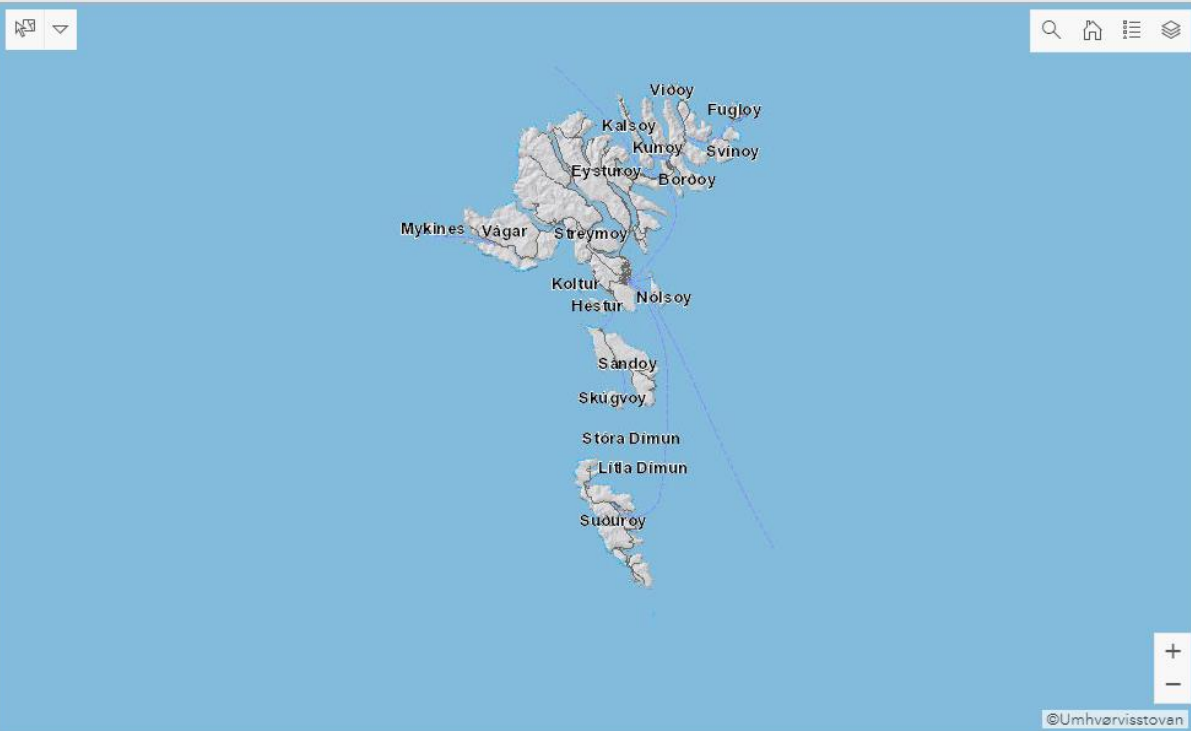 Viðoy
Fugloy
Kalsoy
Kunoy
Svínoy
Eysturoy
Borðoy
Mykines
Vágar
Streymoy
Koltur
Nólsoy
Hestur
Sandoy
Skúgvoy
Stóra Dímun
Lítla Dímun
Suðuroy
+
−
©Umhvørvisstovan